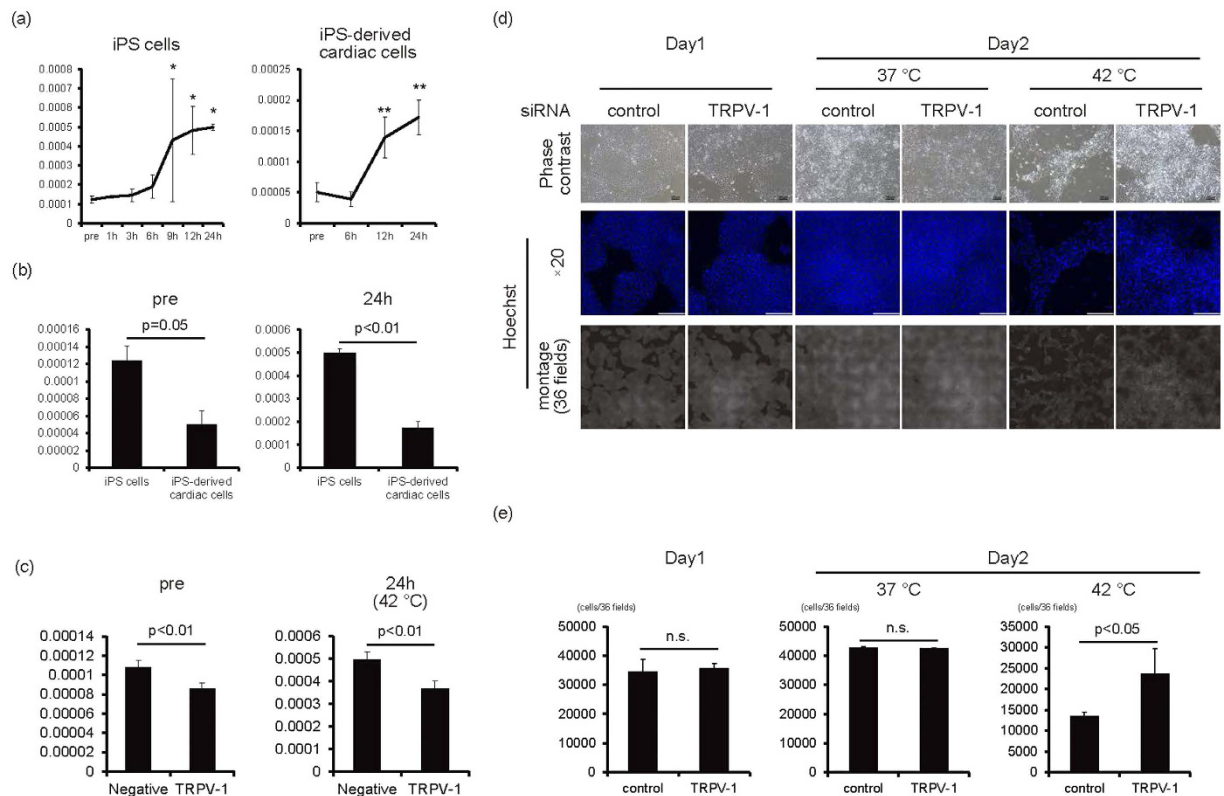 (a)
iPS cells
0.0008
0.0007
0.0006
0.0005
0.0004
0.0003
0.0002
0.0001
0
*
*
*
pre 1h 3h 6h 9h 12h 24h
iPS-derived
cardiac cells
0.00025
0.0002
0.00015
0.0001
0.00005
0
**
**
pre 6h 12h 24h
(b)
pre
p=0.05
0.00016
0.00014
0.00012
0.0001
0.00008
0.00006
0.00004
0.00002
0
iPS cells iPS-derived
cardiac cells
24h
p<0.01
0.0006
0.0005
0.0004
0.0003
0.0002
0.0001
0
iPS cells iPS-derived
cardiac cells
(c)
pre
p<0.01
0.00014
0.00012
0.0001
0.00008
0.00006
0.00004
0.00002
0
Negative TRPV-1
24h
(42 °C)
p<0.01
0.0006
0.0005
0.0004
0.0003
0.0002
0.0001
0
Negative TRPV-1
(d)
Day1 Day2
37 °C 42 °C
siRNA control TRPV-1 control TRPV-1 control TRPV-1
Phase
contrast
Hoechst
×20
montage
(36 fields)
(e)
Day1 Day2
37 °C 42 °C
(cells/36 fields)
50000
40000
30000
20000
10000
0
n.s.
control TRPV-1
(cells/36 fields)
50000
40000
30000
20000
10000
0
n.s.
control TRPV-1
(cells/36 fields)
35000
30000
25000
20000
15000
10000
5000
0
p<0.05
control TRPV-1